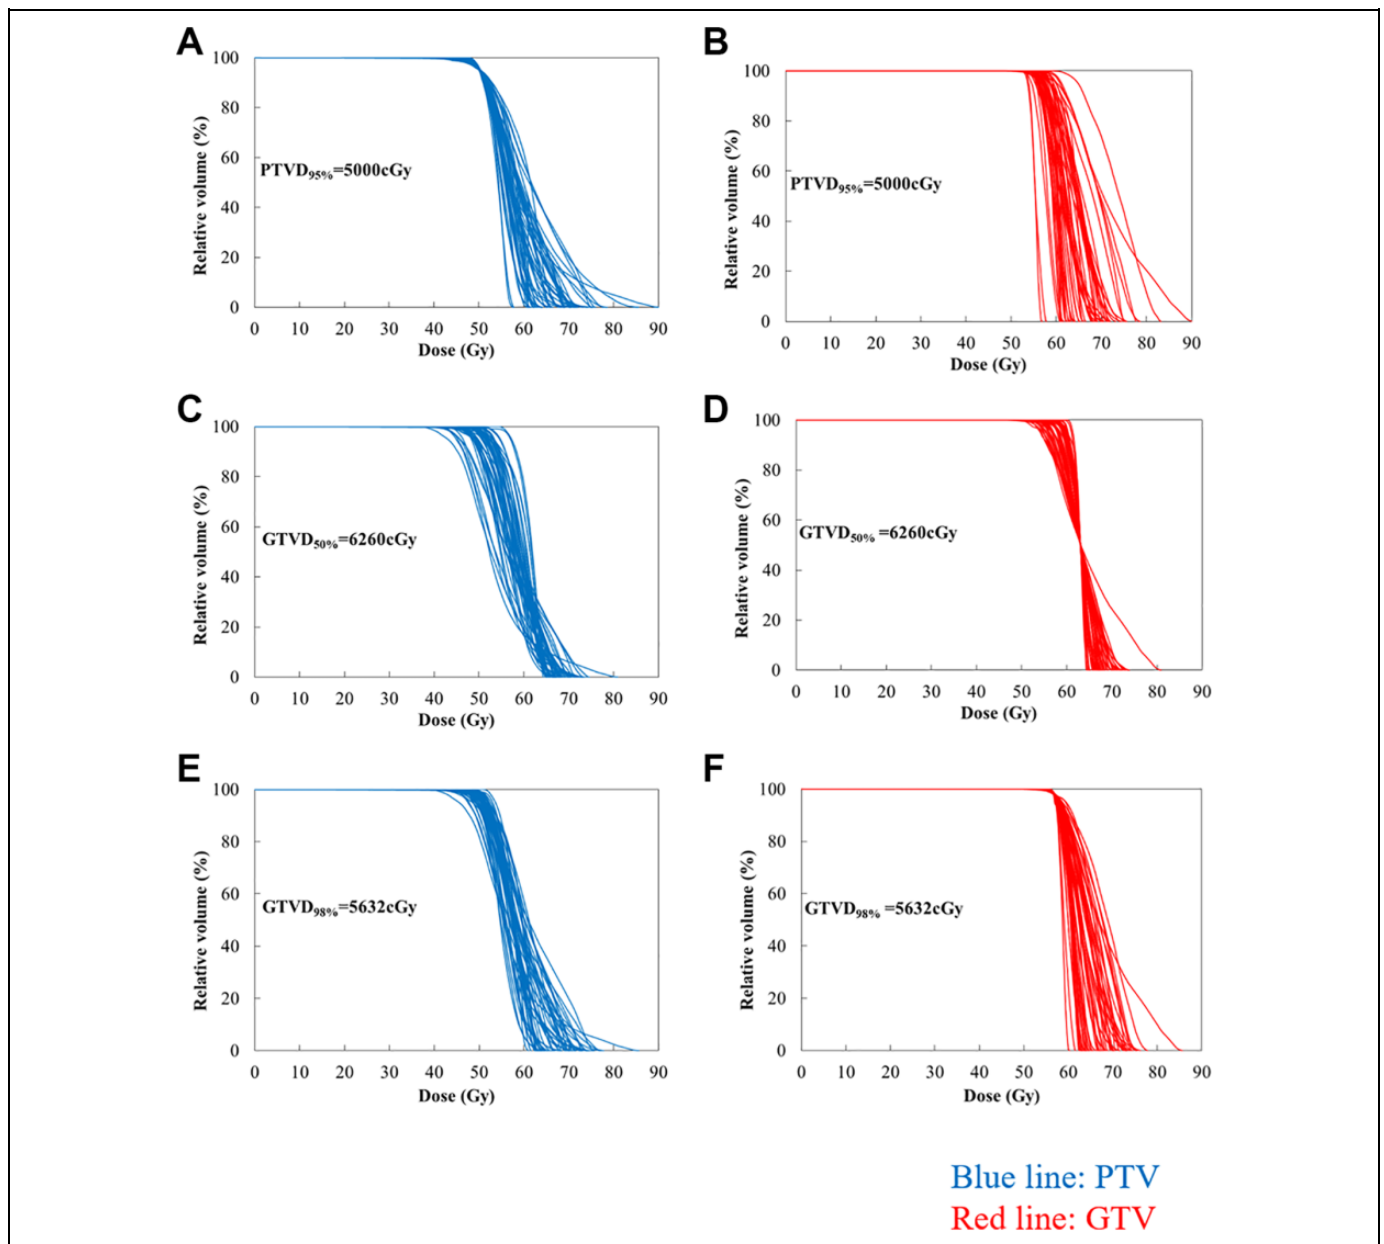 A
Relative volume (%)
100
80
60
40
20
0
PTVD95%=5000cGy
0 10 20 30 40 50 60 70 80 90
Dose (Gy)
B
Relative volume (%)
100
80
60
40
20
0
PTVD95%=5000cGy
0 10 20 30 40 50 60 70 80 90
Dose (Gy)
C
Relative volume (%)
100
80
60
40
20
0
GTVD50%=6260cGy
0 10 20 30 40 50 60 70 80 90
Dose (Gy)
D
Relative volume (%)
100
80
60
40
20
0
GTVD50% =6260cGy
0 10 20 30 40 50 60 70 80 90
Dose (Gy)
E
Relative volume (%)
100
80
60
40
20
0
GTVD98%=5632cGy
0 10 20 30 40 50 60 70 80 90
Dose (Gy)
F
Relative volume (%)
100
80
60
40
20
0
GTVD98% =5632cGy
0 10 20 30 40 50 60 70 80 90
Dose (Gy)
Blue line: PTV
Red line: GTV